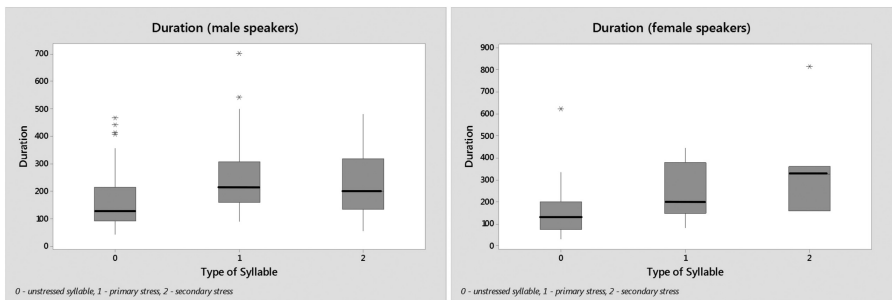 Duration (male speakers)
700
600
500
400
300
200
100
0
Duration
0 1 2
Type of Syllable
0 - unstressed syllable, 1 - primary stress, 2 - secondary stress
Duration (female speakers)
900
800
700
600
500
400
300
200
100
0
Duration
0 1 2
Type of Syllable
0 - unstressed syllable, 1 - primary stress, 2 - secondary stress